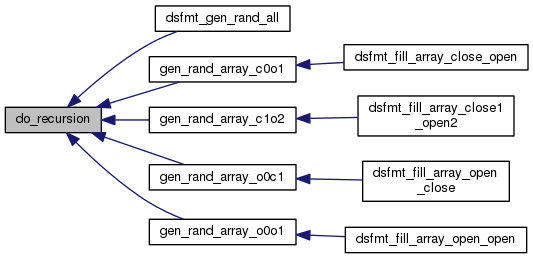 dsfmt_gen_rand_all
gen_rand_array_c0o1
dsfmt_fill_array_close_open
do_recursion
gen_rand_array_c1o2
dsfmt_fill_array_close1
_open2
gen_rand_array_o0c1
dsfmt_fill_array_open
_close
gen_rand_array_o0o1
dsfmt_fill_array_open_open